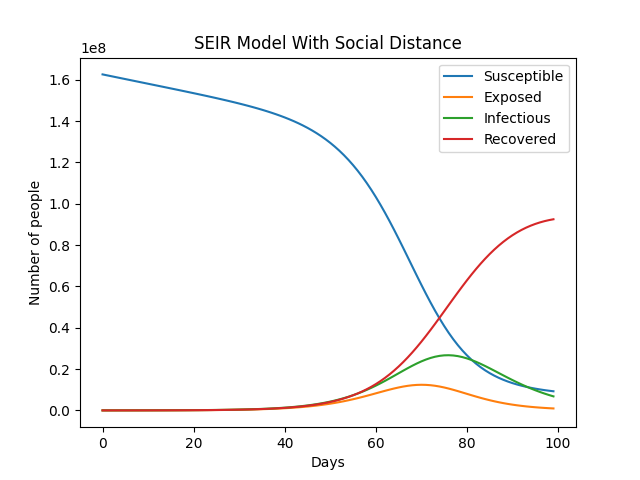 SEIR Model With Social Distance
1e8
1.6
1.4
1.2
1.0
0.8
0.6
0.4
0.2
0.0
Number of people
Susceptible
Exposed
Infectious
Recovered
0 20 40 60 80 100
Days